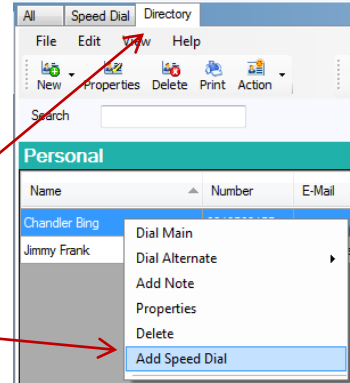 All Speed Dial Directory
File Edit View Help
New Properties Delete Print Action
Search
Personal
Name Number E-Mail
Chandler Bing
Jimmy Frank
Dial Main
Dial Alternate
Add Note
Properties
Delete
Add Speed Dial